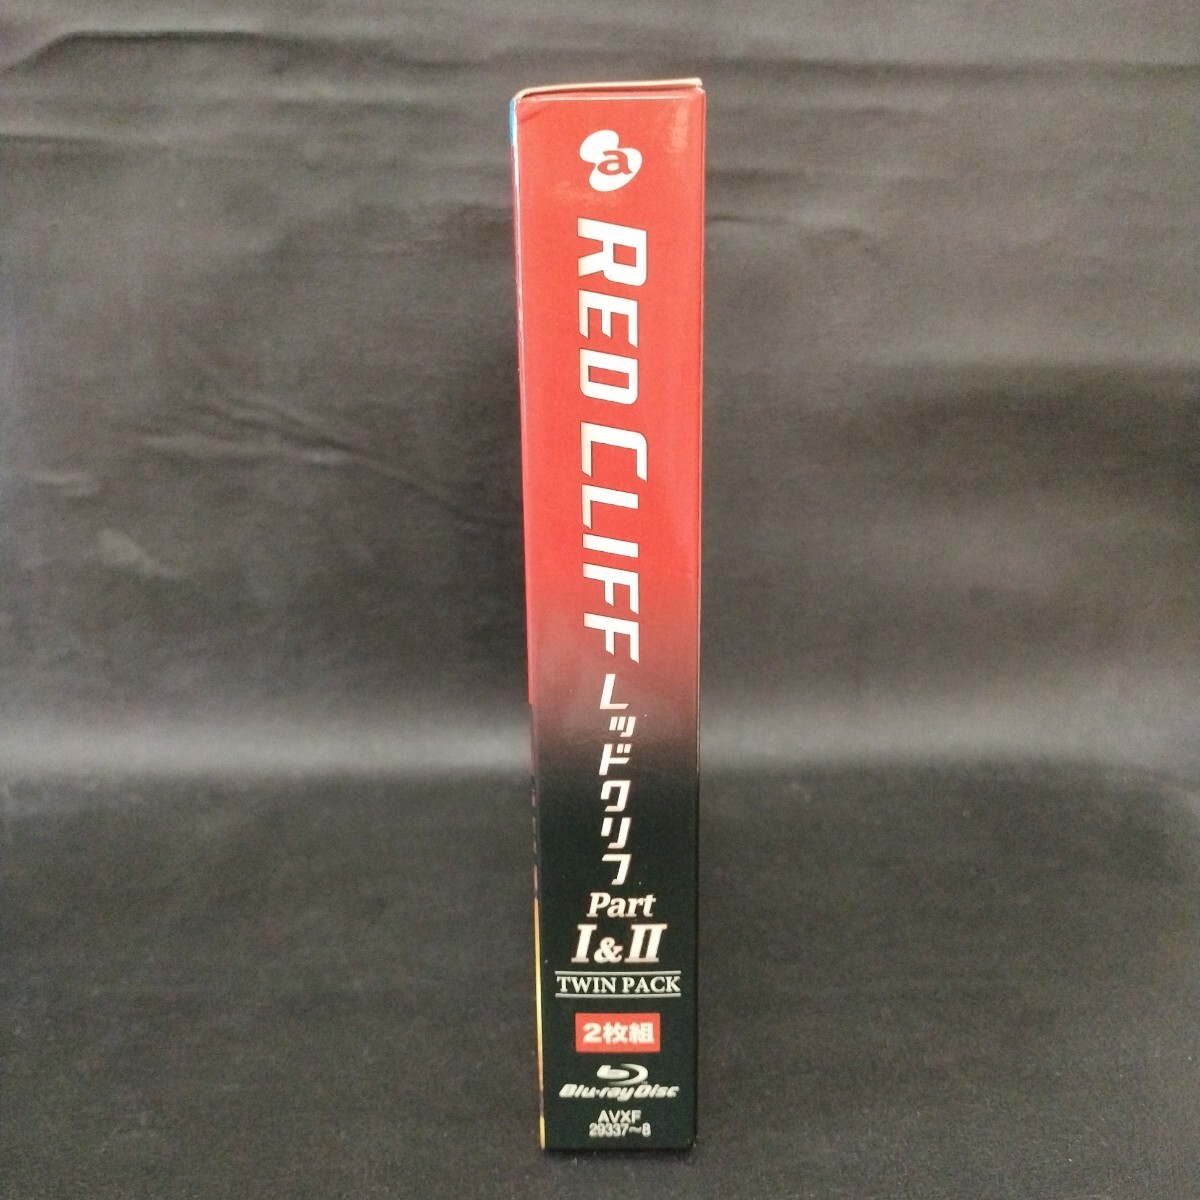 a
RED CLIFF
レッドクリフ
Part
I&II
TWIN PACK
2枚組
Blu-ray Disc
AVXF
29337~8